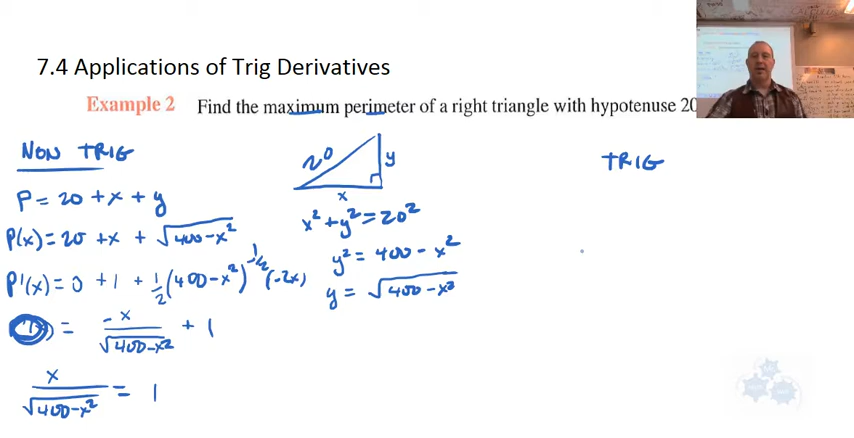 7.4 Applications of Trig Derivatives
Example 2 Find the maximum perimeter of a right triangle with hypotenuse 20
NON TRIG
P = 20 + x + y
P(x) = 20 + x + √(400 - x²)
P'(x) = 0 + 1 + 1/2 (400 - x²)^(-1/2) (-2x)
= -x/√(400 - x²) + 1
x/√(400 - x²) = 1
20
y
x
x² + y² = 20²
y² = 400 - x²
y = √(400 - x²)
TRIG